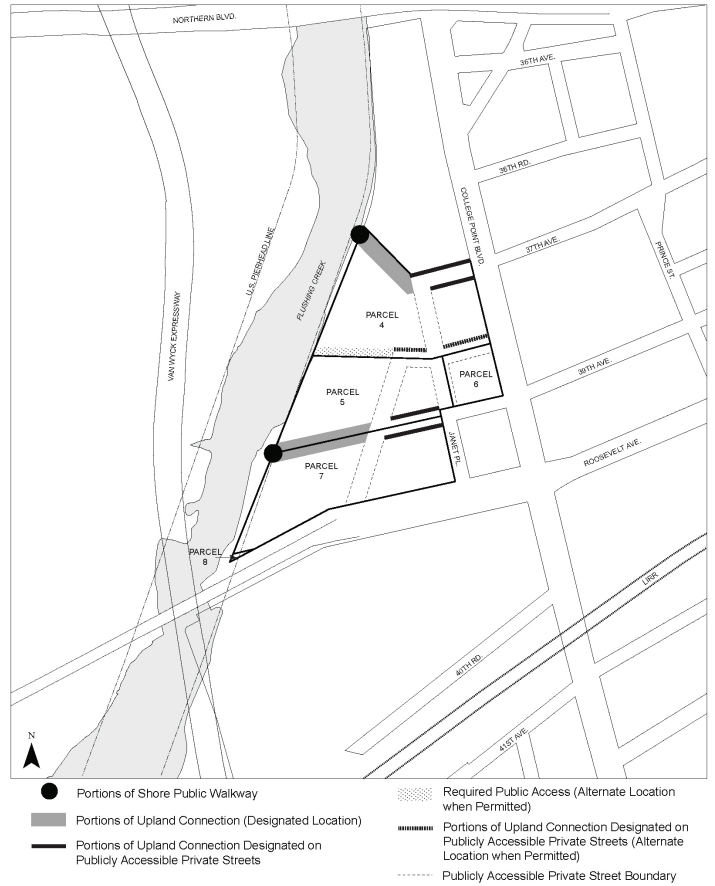 NORTHERN BLVD.
36TH AVE.
36TH RD.
COLLEGE POINT BLVD.
37TH AVE.
PRINCE ST.
U.S. PIERHEAD LINE
FLUSHING CREEK
VAN WYCK EXPRESSWAY
PARCEL
4
PARCEL
5
PARCEL
6
39TH AVE.
JANET PL.
ROOSEVELT AVE.
PARCEL
7
PARCEL
8
LIRR
40TH RD.
41ST AVE.
N
Portions of Shore Public Walkway
Portions of Upland Connection (Designated Location)
Portions of Upland Connection Designated on
Publicly Accessible Private Streets
Required Public Access (Alternate Location
when Permitted)
Portions of Upland Connection Designated on
Publicly Accessible Private Streets (Alternate
Location when Permitted)
Publicly Accessible Private Street Boundary